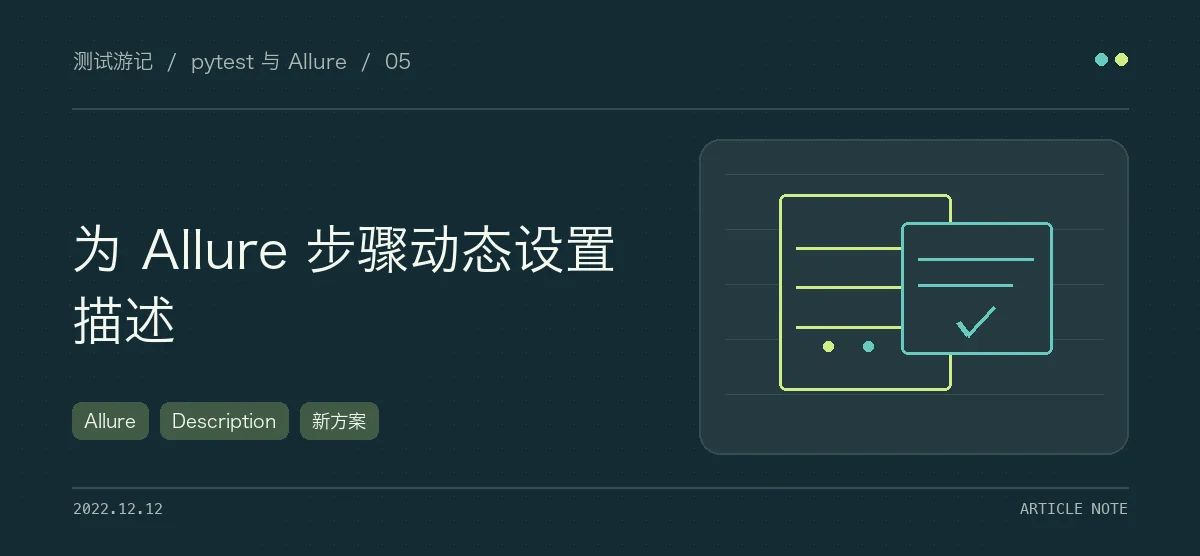 测试游记 / pytest 与 Allure / 05
为 Allure 步骤动态设置
描述
Allure Description 新方案
2022.12.12 ARTICLE NOTE